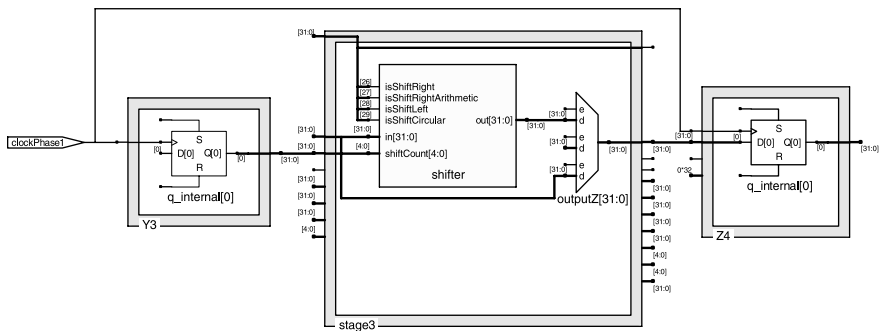 [31:0]
[26]
isShiftRight
[27]
isShiftRightArithmetic
[28]
isShiftLeft
[29]
isShiftCircular
[31:0]
[31:0]
in[31:0]
out[31:0]
[31:0]
e
d
[4:0]
shiftCount[4:0]
shifter
[31:0]
e
d
[31:0]
e
d
outputZ[31:0]
clockPhase1
[0]
S
D[0]
Q[0]
R
[0]
[31:0]
q_internal[0]
Y3
[31:0]
[31:0]
[31:0]
[4:0]
stage3
[31:0]
[31:0]
[31:0]
[31:0]
[31:0]
[31:0]
[4:0]
[4:0]
[31:0]
[31:0]
0*32
[0]
S
D[0]
Q[0]
R
[0]
[31:0]
q_internal[0]
Z4